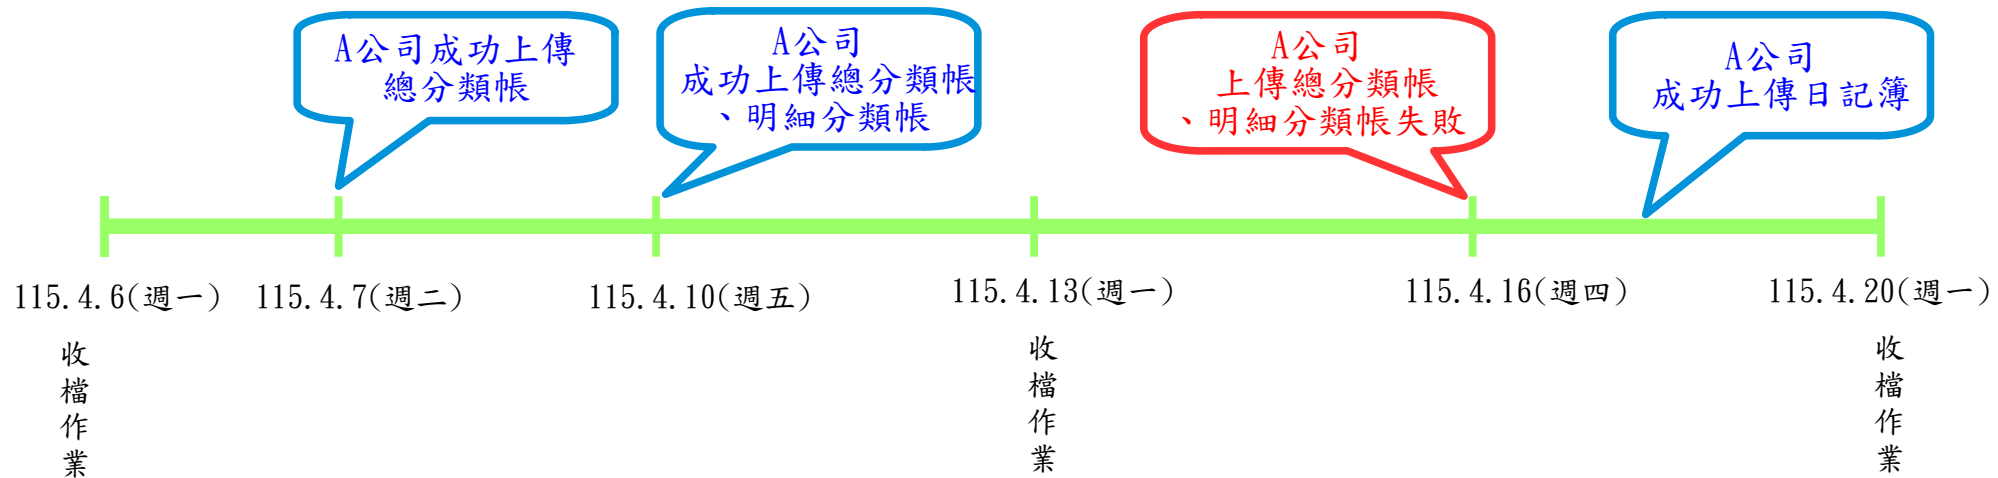 A公司成功上傳
總分類帳
A公司
成功上傳總分類帳
、明細分類帳
A公司
上傳總分類帳
、明細分類帳失敗
A公司
成功上傳日記簿
115.4.6(週一)
115.4.7(週二)
115.4.10(週五)
115.4.13(週一)
115.4.16(週四)
115.4.20(週一)
收檔作業
收檔作業
收檔作業